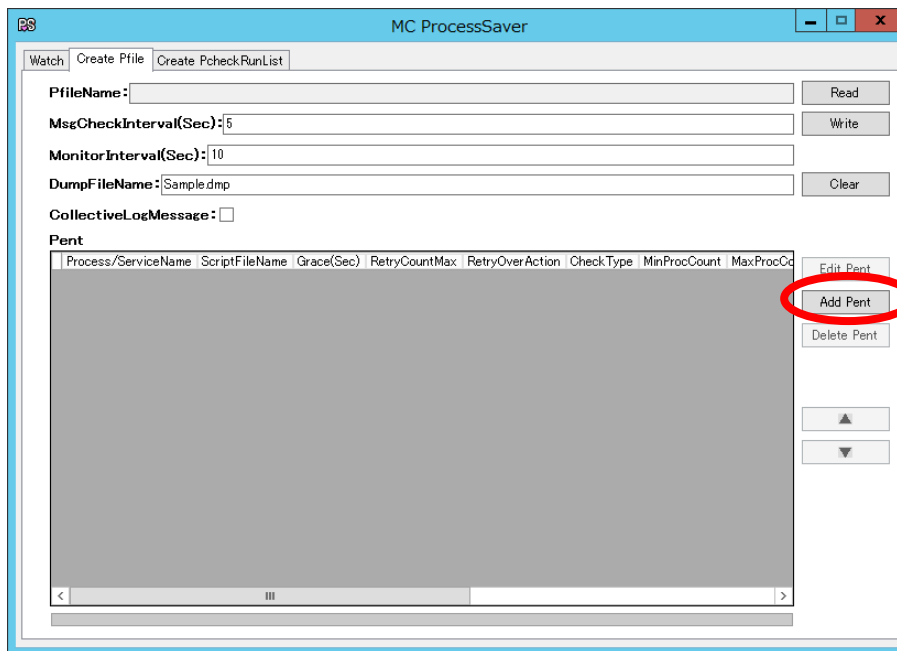 PS MC ProcessSaver
Watch Create Pfile Create PcheckRunList
PfileName: Read
MsgCheckInterval(Sec): 5 Write
MonitorInterval(Sec): 10
DumpFileName: Sample.dmp Clear
CollectiveLogMessage:
Pent
Process/ServiceName ScriptFileName Grace(Sec) RetryCountMax RetryOverAction CheckType MinProcCount MaxProcCo
Edit Pent
Add Pent
Delete Pent